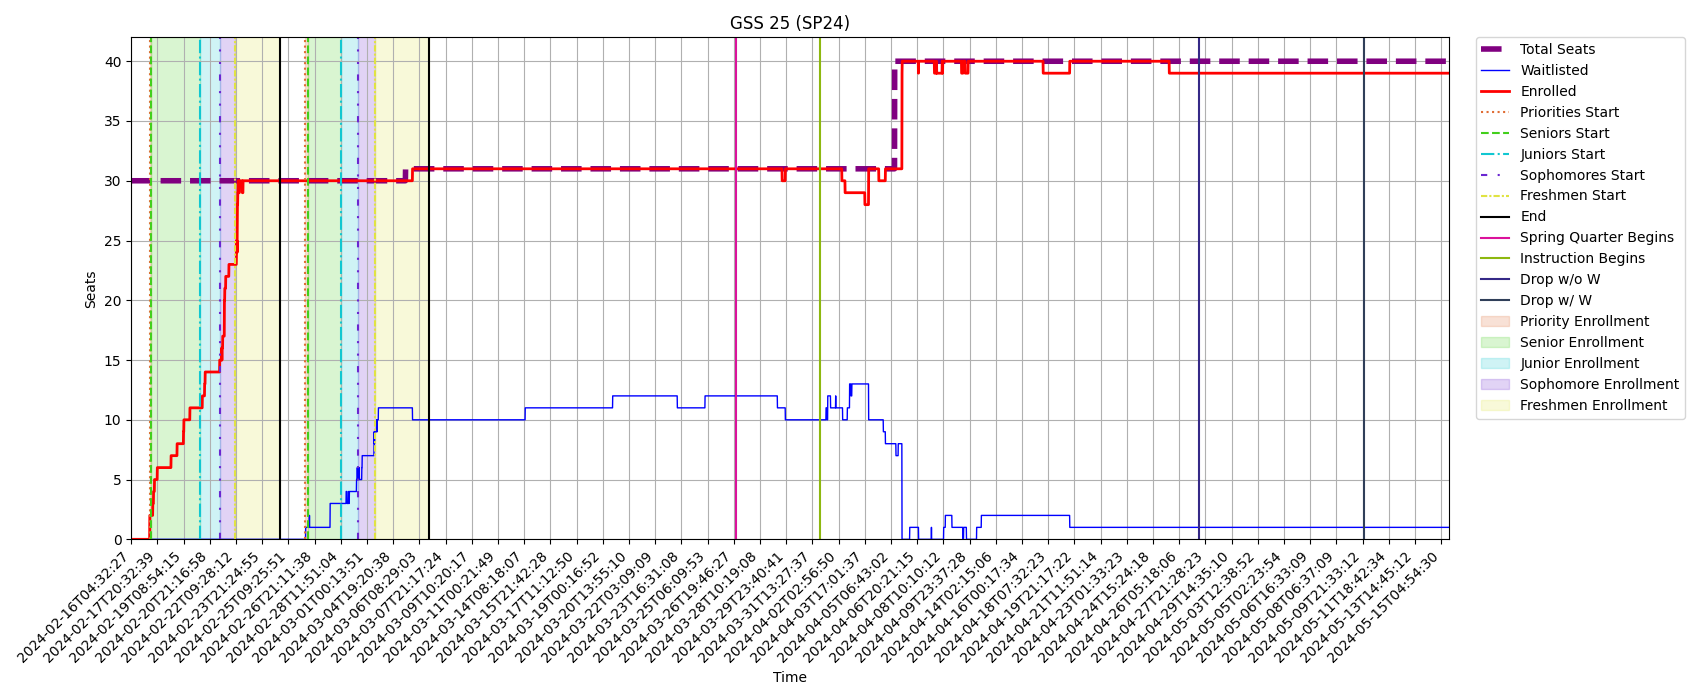 GSS 25 (SP24)
Seats
40
35
30
25
20
15
10
5
0
2024-02-16T04:32:27
2024-02-17T20:32:39
2024-02-19T08:54:15
2024-02-20T21:16:58
2024-02-22T09:28:12
2024-02-23T21:24:55
2024-02-25T09:25:51
2024-02-26T21:11:38
2024-02-28T11:51:04
2024-03-01T00:13:51
2024-03-04T19:20:38
2024-03-06T08:29:03
2024-03-07T21:17:24
2024-03-09T10:20:17
2024-03-11T00:21:49
2024-03-14T08:18:07
2024-03-15T21:42:28
2024-03-17T11:12:50
2024-03-19T00:16:52
2024-03-20T13:55:10
2024-03-22T03:09:09
2024-03-23T16:31:08
2024-03-25T06:09:53
2024-03-26T19:46:27
2024-03-28T10:19:08
2024-03-29T23:40:41
2024-03-31T13:27:37
2024-04-02T02:56:50
2024-04-03T17:01:37
2024-04-05T06:43:02
2024-04-06T20:21:15
2024-04-08T10:10:12
2024-04-09T23:37:28
2024-04-14T02:15:06
2024-04-16T00:17:34
2024-04-18T07:32:23
2024-04-19T21:17:22
2024-04-21T11:51:14
2024-04-23T01:33:23
2024-04-24T15:24:18
2024-04-26T05:18:06
2024-04-27T21:28:23
2024-04-29T14:35:10
2024-05-03T12:38:52
2024-05-05T02:23:54
2024-05-06T16:33:09
2024-05-08T06:37:09
2024-05-09T21:33:12
2024-05-11T18:42:34
2024-05-13T14:45:12
2024-05-15T04:54:30
Time
Total Seats
Waitlisted
Enrolled
Priorities Start
Seniors Start
Juniors Start
Sophomores Start
Freshmen Start
End
Spring Quarter Begins
Instruction Begins
Drop w/o W
Drop w/ W
Priority Enrollment
Senior Enrollment
Junior Enrollment
Sophomore Enrollment
Freshmen Enrollment